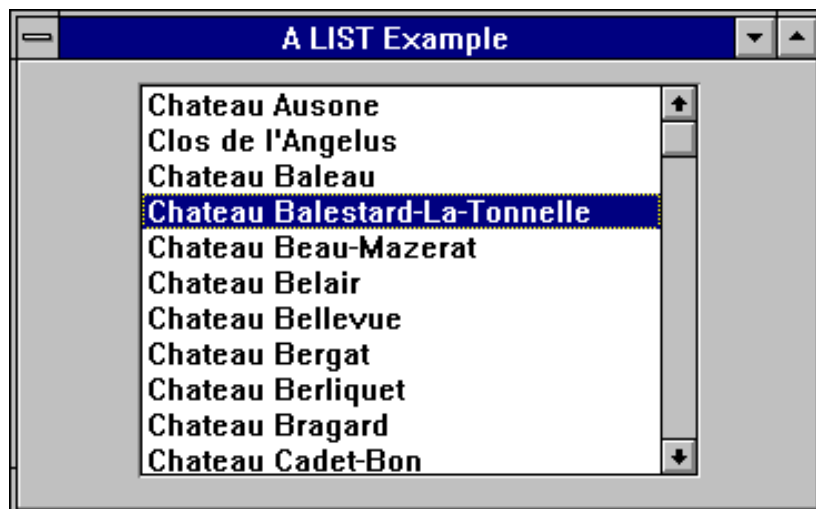 A LIST Example
Chateau Ausone
Clos de l'Angelus
Chateau Baleau
Chateau Balestard-La-Tonnelle
Chateau Beau-Mazerat
Chateau Belair
Chateau Bellevue
Chateau Bergat
Chateau Berliquet
Chateau Bragard
Chateau Cadet-Bon